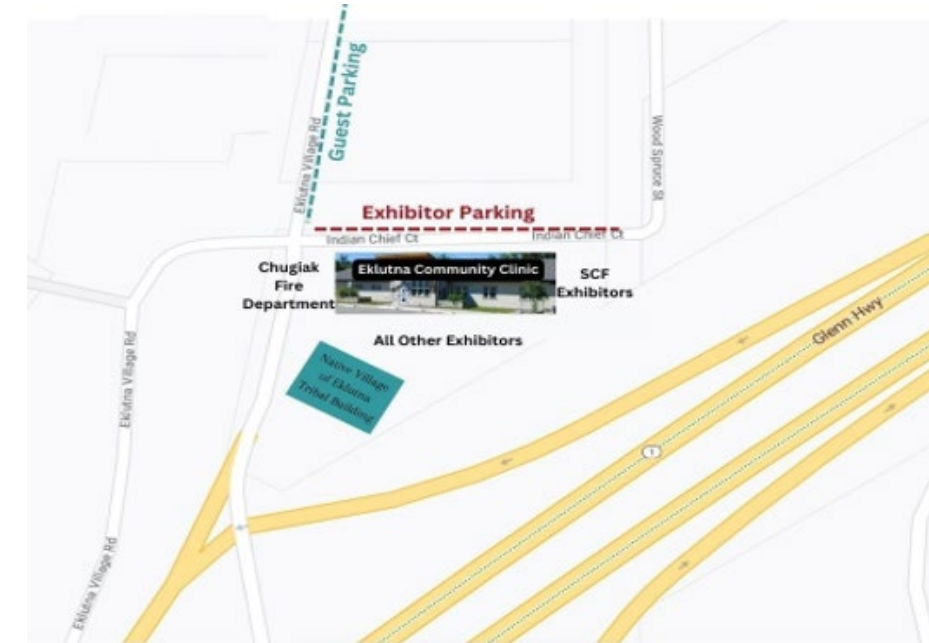 Guest Parking
Eklutna Village Rd
Wood Spruce St
Exhibitor Parking
Indian Chief Ct
Indian Chief Ct
Chugiak
Fire
Department
Eklutna Community Clinic
SCF
Exhibitors
All Other Exhibitors
Glenn Hwy
Native Village
of Eklutna
Tribal Building
Eklutna Village Rd
1
Eklutna Village Rd